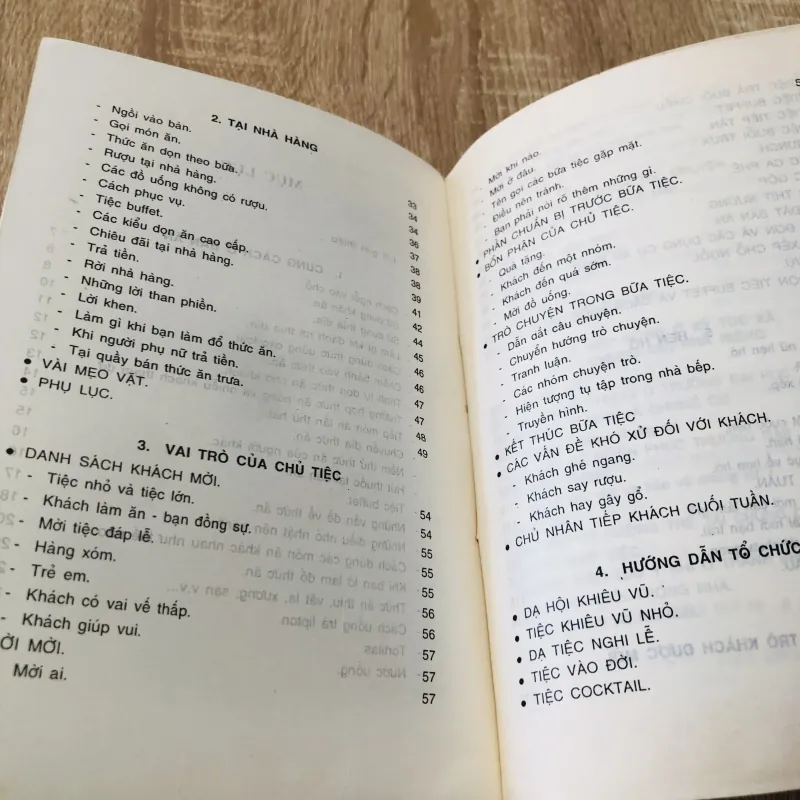 2. TẠI NHÀ HÀNG
- Ngồi vào bàn.
- Gọi món ăn.
- Thức ăn dọn theo bữa.
- Rượu tại nhà hàng.
- Các đồ uống không có rượu. 33
- Cách phục vụ. 34
- Tiệc buffet. 34
- Các kiểu dọn ăn cao cấp. 36
- Chiêu đãi tại nhà hàng. 37
- Trả tiền. 38
- Rời nhà hàng. 38
- Những lời than phiền. 39
- Lời khen. 41
- Làm gì khi bạn làm đổ thức ăn. 42
- Khi người phụ nữ trả tiền. 44
- Tại quầy bán thức ăn trưa. 45
• VÀI MẸO VẶT. 46
• PHỤ LỤC. 46
47
47
48
49
3. VAI TRÒ CỦA CHỦ TIỆC
• DANH SÁCH KHÁCH MỜI.
- Tiệc nhỏ và tiệc lớn.
- Khách làm ăn - bạn đồng sự. 54
- Mời tiệc đáp lễ. 54
- Hàng xóm. 55
- Trẻ em. 55
- Khách có vai vế thấp. 55
- Khách giúp vui. 56
ỜI MỜI. 56
Mời ai. 57
57
57
- Mời khi nào.
- Mời ở đâu.
- Tên gọi các bữa tiệc gặp mặt.
- Điều nên tránh.
- Bạn phải nói rõ thêm những gì.
• PHẦN CHUẨN BỊ TRƯỚC BỮA TIỆC.
• BỔN PHẬN CỦA CHỦ TIỆC.
- Quà tặng.
- Khách đến một nhóm.
- Khách đến quá sớm.
- Mời đồ uống.
• TRÒ CHUYỆN TRONG BỮA TIỆC.
- Dẫn dắt câu chuyện.
- Chuyển hướng trò chuyện.
- Tranh luận.
- Các nhóm chuyện trò.
- Hiện tượng tụ tập trong nhà bếp.
- Truyền hình.
• KẾT THÚC BỮA TIỆC
• CÁC VẤN ĐỀ KHÓ XỬ ĐỐI VỚI KHÁCH.
- Khách ghé ngang.
- Khách say rượu.
- Khách hay gây gổ.
• CHỦ NHÂN TIẾP KHÁCH CUỐI TUẦN.
4. HƯỚNG DẪN TỔ CHỨC
• DẠ HỘI KHIÊU VŨ.
• TIỆC KHIÊU VŨ NHỎ.
• DẠ TIỆC NGHI LỄ.
• TIỆC VÀO ĐỜI.
• TIỆC COCKTAIL.